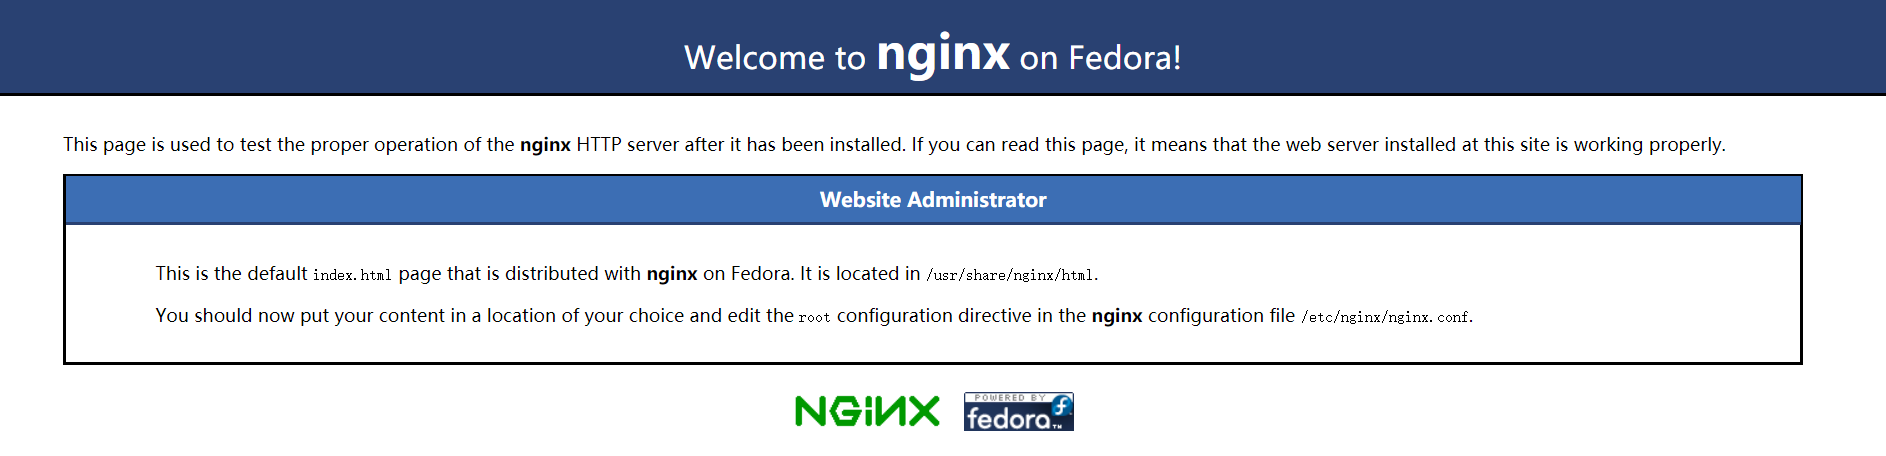 Welcome to nginx on Fedora!
This page is used to test the proper operation of the nginx HTTP server after it has been installed. If you can read this page, it means that the web server installed at this site is working properly.
Website Administrator
This is the default index.html page that is distributed with nginx on Fedora. It is located in /usr/share/nginx/html.
You should now put your content in a location of your choice and edit the root configuration directive in the nginx configuration file /etc/nginx/nginx.conf.
NGINX
POWERED BY
fedora™